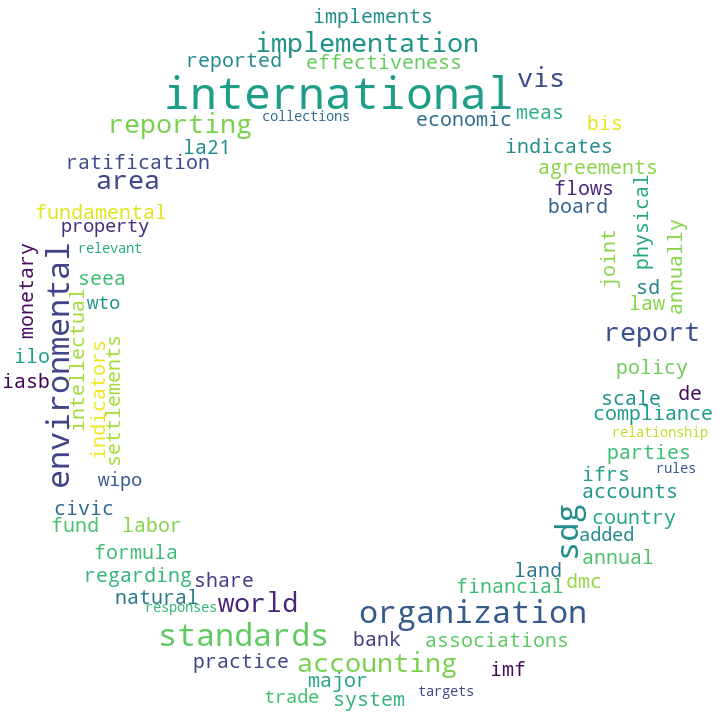 implements
implementation
reported effectiveness
international vis
collections
reporting economic meas
bis
la21 indicates
ratification agreements
area flows
board
fundamental
property
physical
joint
annually
monetary
relevant
environmental
seea sd
wto law
intellectual
indicators
settlements
report
ilo policy
iasb de
scale
compliance
relationship
parties
rules
wipo ifrs
accounts
civic sdg country
fund labor added
formula annual
regarding share land dmc
natural financial
responses world organization
standards bank associations
practice accounting imf
major
targets
trade system